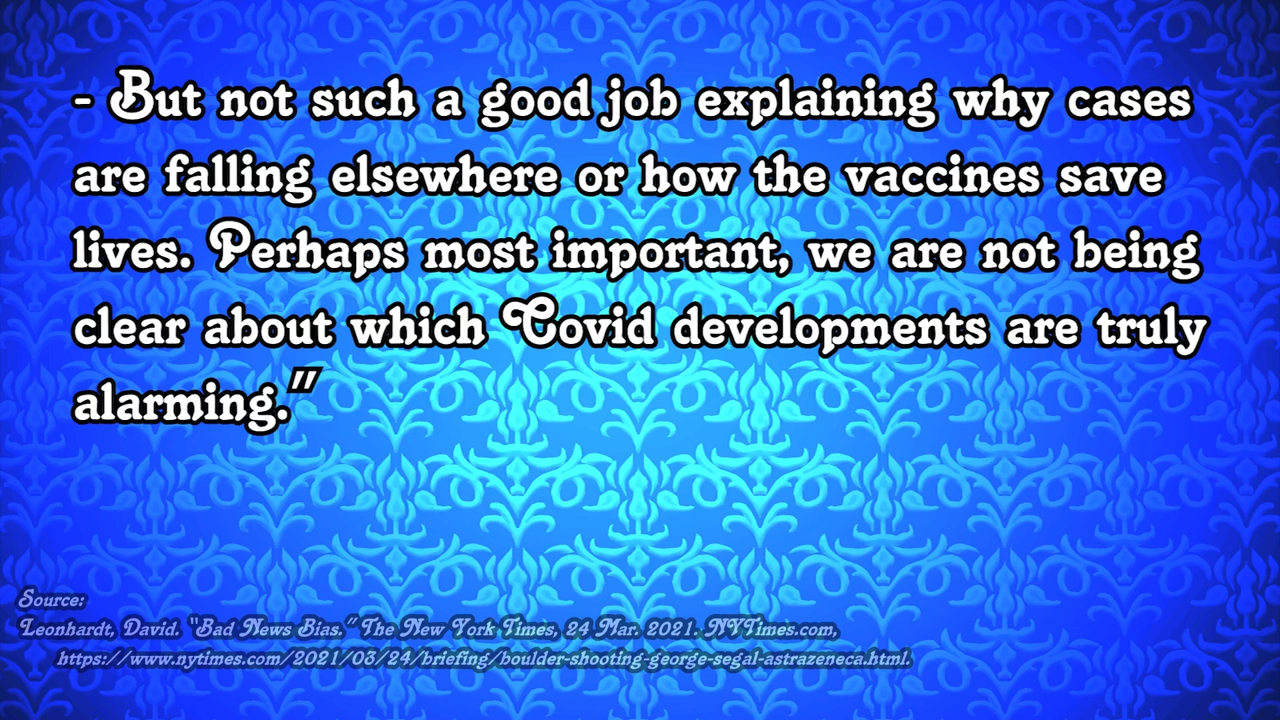 - But not such a good job explaining why cases
are falling elsewhere or how the vaccines save
lives. Perhaps most important, we are not being
clear about which Covid developments are truly
alarming."
Source:
Leonhardt, David. "Bad News Bias." The New York Times, 24 Mar. 2021. NYTimes.com,
https://www.nytimes.com/2021/03/24/briefing/boulder-shooting-george-segal-astrazeneca.html.